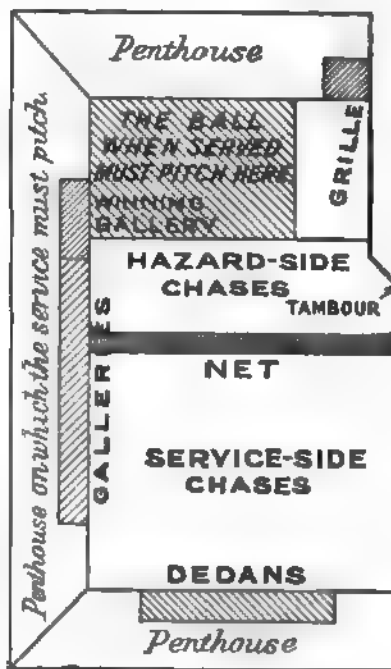 Penthouse
THE BALL
WHEN SERVED
MUST PITCH HERE
WINNING
GALLERY
GRILLE
HAZARD-SIDE
CHASES
TAMBOUR
Penthouse on which the service must pitch.
GALLERIES
NET
SERVICE-SIDE
CHASES
DEDANS
Penthouse